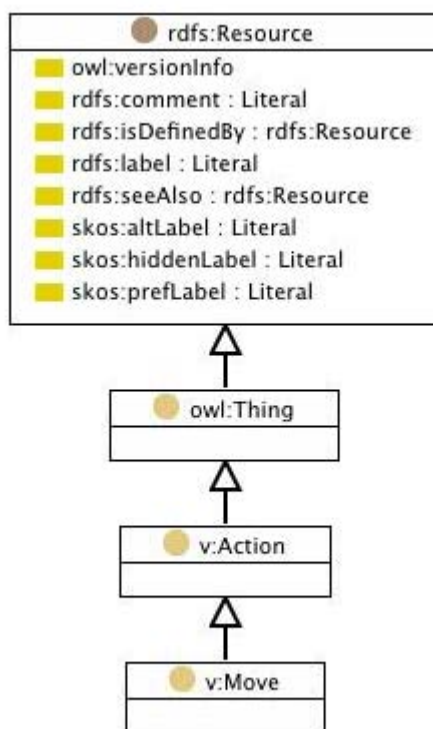 rdfs:Resource
owl:versionInfo
rdfs:comment : Literal
rdfs:isDefinedBy : rdfs:Resource
rdfs:label : Literal
rdfs:seeAlso : rdfs:Resource
skos:altLabel : Literal
skos:hiddenLabel : Literal
skos:prefLabel : Literal
owl:Thing
v:Action
v:Move